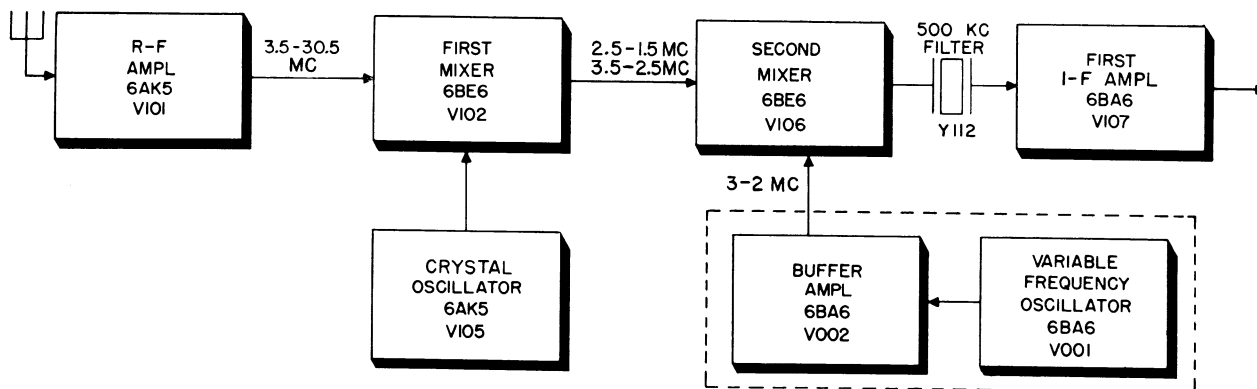 R-F
AMPL
6AK5
V101
3.5-30.5
MC
FIRST
MIXER
6BE6
V102
2.5-1.5 MC
3.5-2.5MC
SECOND
MIXER
6BE6
V106
500 KC
FILTER
Y112
FIRST
I-F AMPL
6BA6
V107
3-2 MC
CRYSTAL
OSCILLATOR
6AK5
V105
BUFFER
AMPL
6BA6
V002
VARIABLE
FREQUENCY
OSCILLATOR
6BA6
V001